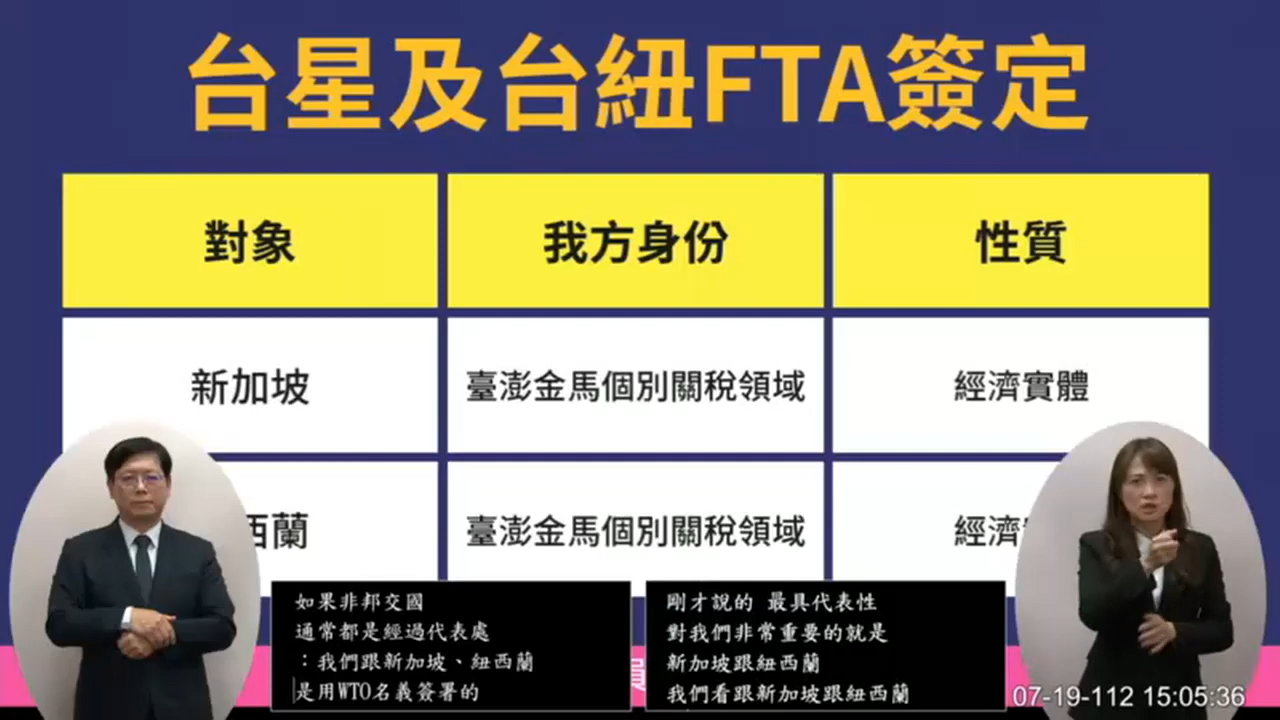 台星及台紐FTA簽定
對象
我方身份
性質
新加坡
臺澎金馬個別關稅領域
經濟實體
西蘭
臺澎金馬個別關稅領域
經濟
如果非邦交國
通常都是經過代表處
：我們跟新加坡、紐西蘭
是用WTO名義簽署的
剛才說的 最具代表性
對我們非常重要的就是
新加坡跟紐西蘭
我們看跟新加坡跟紐西蘭
07-19-112 15:05:36